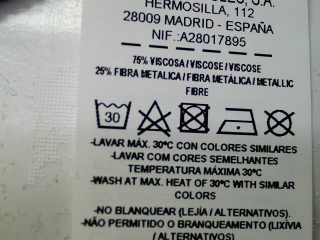 HERMOSILLA, 112
28009 MADRID - ESPAÑA
NIF.:A28017895
75% VISCOSA / VISCOSE / VISCOSE
25% FIBRA METALICA / FIBRA METÁLICA / METALLIC
FIBRE
30
-LAVAR MÁX. 30ºC CON COLORES SIMILARES
-LAVAR COM CORES SEMELHANTES
TEMPERATURA MÁXIMA 30ºC
-WASH AT MAX. HEAT OF 30ºC WITH SIMILAR
COLORS
-NO BLANQUEAR (LEJÍA / ALTERNATIVOS).
-NÃO PERMITIDO O BRANQUEAMENTO (LIXÍVIA
/ ALTERNATIVOS).